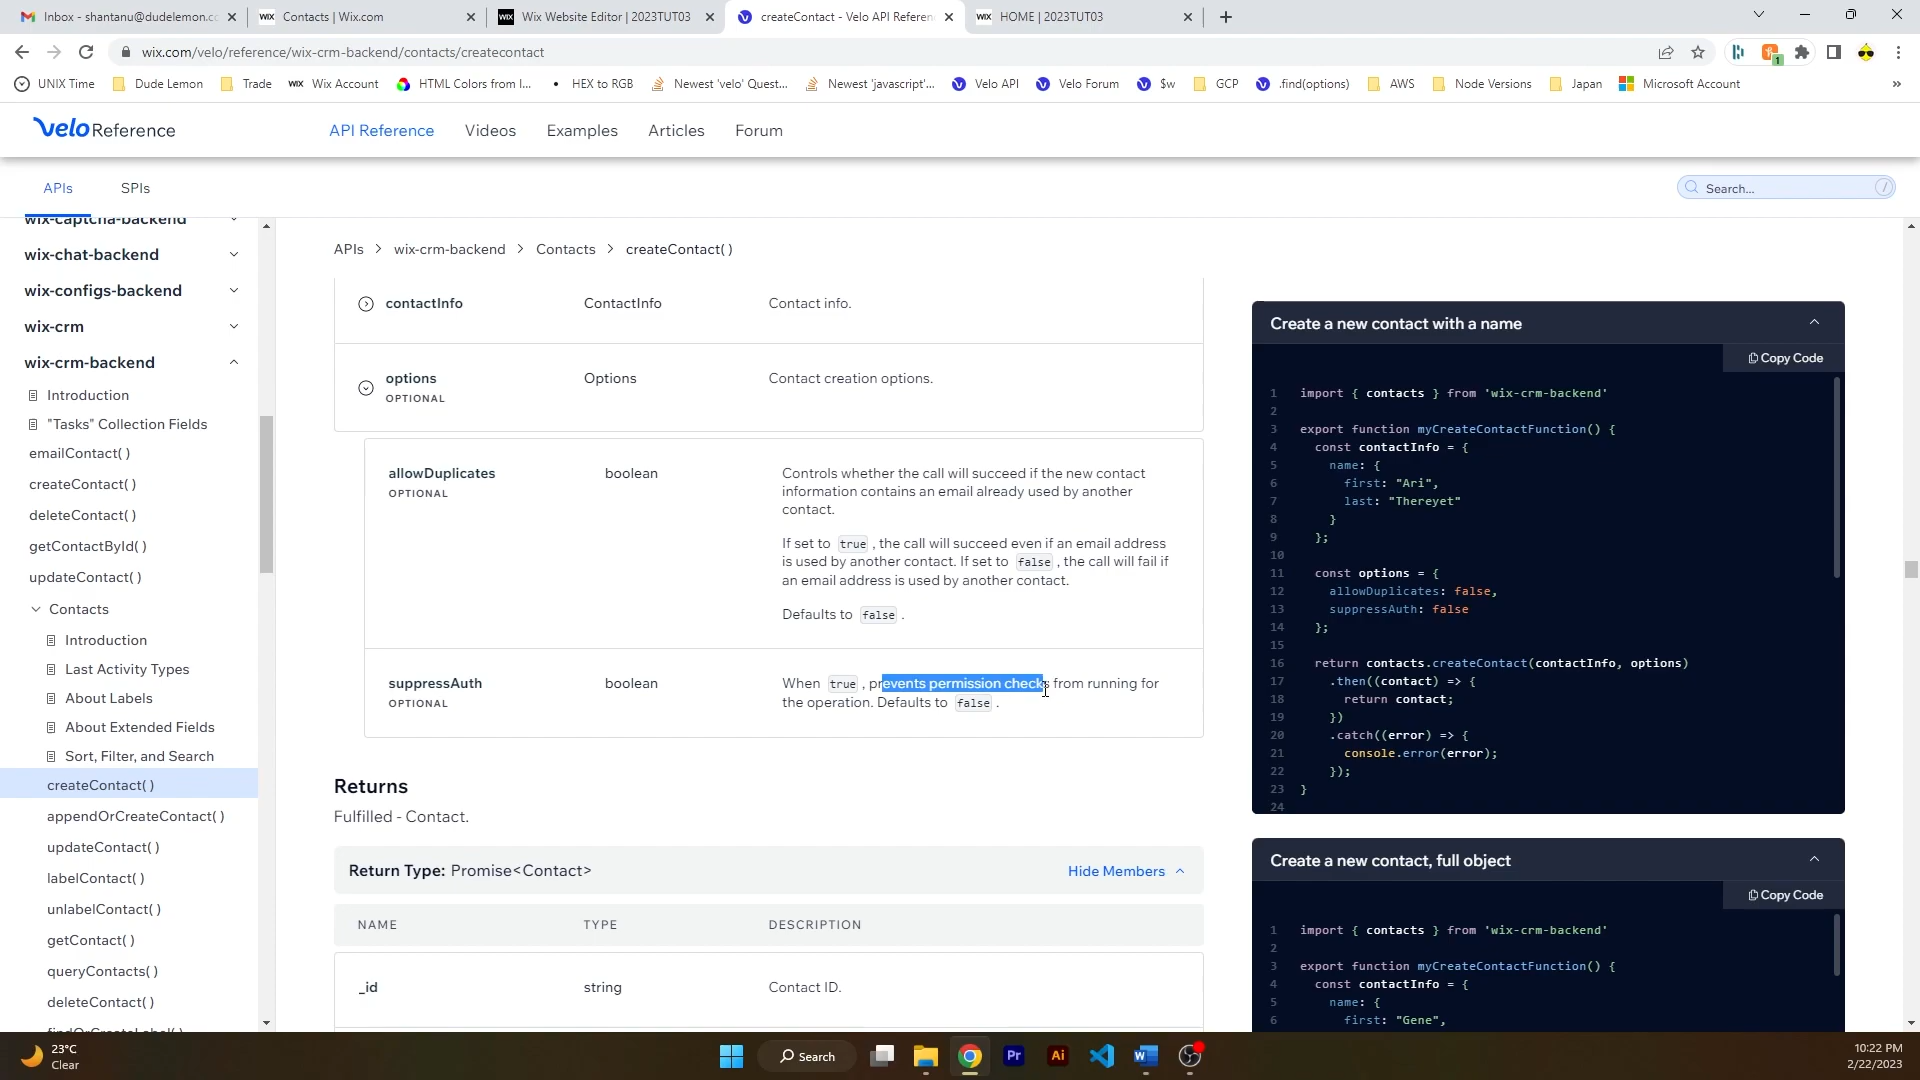 Inbox - shantanu@dudelemon.cc
Contacts | Wix.com
Wix Website Editor | 2023TUT03
createContact - Velo API Referen
HOME | 2023TUT03
wix.com/velo/reference/wix-crm-backend/contacts/createcontact
UNIX Time
Dude Lemon
Trade
Wix Account
HTML Colors from I...
HEX to RGB
Newest 'velo' Quest...
Newest 'javascript'...
Velo API
Velo Forum
$w
GCP
.find(options)
AWS
Node Versions
Japan
Microsoft Account
velo Reference
API Reference
Videos
Examples
Articles
Forum
APIs
SPIs
Search...
wix-captcha-backend
wix-chat-backend
wix-configs-backend
wix-crm
wix-crm-backend
Introduction
"Tasks" Collection Fields
emailContact( )
createContact( )
deleteContact( )
getContactById( )
updateContact( )
Contacts
Introduction
Last Activity Types
About Labels
About Extended Fields
Sort, Filter, and Search
createContact( )
appendOrCreateContact( )
updateContact( )
labelContact( )
unlabelContact( )
getContact( )
queryContacts( )
deleteContact( )
findOrCreateLabel( )
APIs > wix-crm-backend > Contacts > createContact( )
contactInfo ContactInfo Contact info.
options Options Contact creation options.
OPTIONAL
allowDuplicates boolean Controls whether the call will succeed if the new contact
OPTIONAL information contains an email already used by another
contact.
If set to true , the call will succeed even if an email address
is used by another contact. If set to false , the call will fail if
an email address is used by another contact.
Defaults to false .
suppressAuth boolean When true , prevents permission checks from running for
OPTIONAL the operation. Defaults to false .
Returns
Fulfilled - Contact.
Return Type: Promise<Contact> Hide Members
NAME TYPE DESCRIPTION
_id string Contact ID.
Create a new contact with a name
Copy Code
1 import { contacts } from 'wix-crm-backend'
2
3 export function myCreateContactFunction() {
4 const contactInfo = {
5 name: {
6 first: "Ari",
7 last: "Thereyet"
8 }
9 };
10
11 const options = {
12 allowDuplicates: false,
13 suppressAuth: false
14 };
15
16 return contacts.createContact(contactInfo, options)
17 .then((contact) => {
18 return contact;
19 })
20 .catch((error) => {
21 console.error(error);
22 });
23 }
24
Create a new contact, full object
Copy Code
1 import { contacts } from 'wix-crm-backend'
2
3 export function myCreateContactFunction() {
4 const contactInfo = {
5 name: {
6 first: "Gene",
23°C
Clear
Search
10:22 PM
2/22/2023